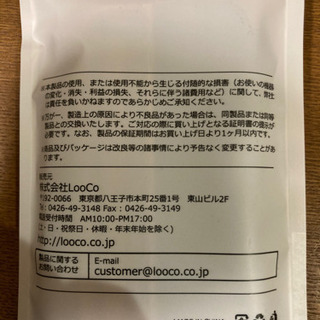 ※本製品の使用、または使用不能から生じる付随的な損害(お使いの機器
の変化・消失・利益の損失、それらに伴う諸費用など)に関して、弊社
は責任を負いかねますのであらかじめご承知ください。
※万が一、製造上の原因により不良品があった場合は、同製品または同等
製品との交換いたします。ご対応の際に買い上げとなる証明書の提示が
必要です。なお、製品の保証期間はお買い上げ日より1ヶ月以内です。
※商品及びパッケージは改良等の諸事情により予告なく変更することがあ
ります。
発売元
株式会社LooCo
〒192-0066 東京都八王子市本町25番1号 東山ビル2F
Tel : 0426-49-3148 Fax : 0426-49-3149
電話受付時間 AM10:00-PM17:00
(土・日・祝祭日・休暇・年末年始を除く)
http://looco.co.jp
製品に関する
お問い合わせ
E-mail
customer@looco.co.jp